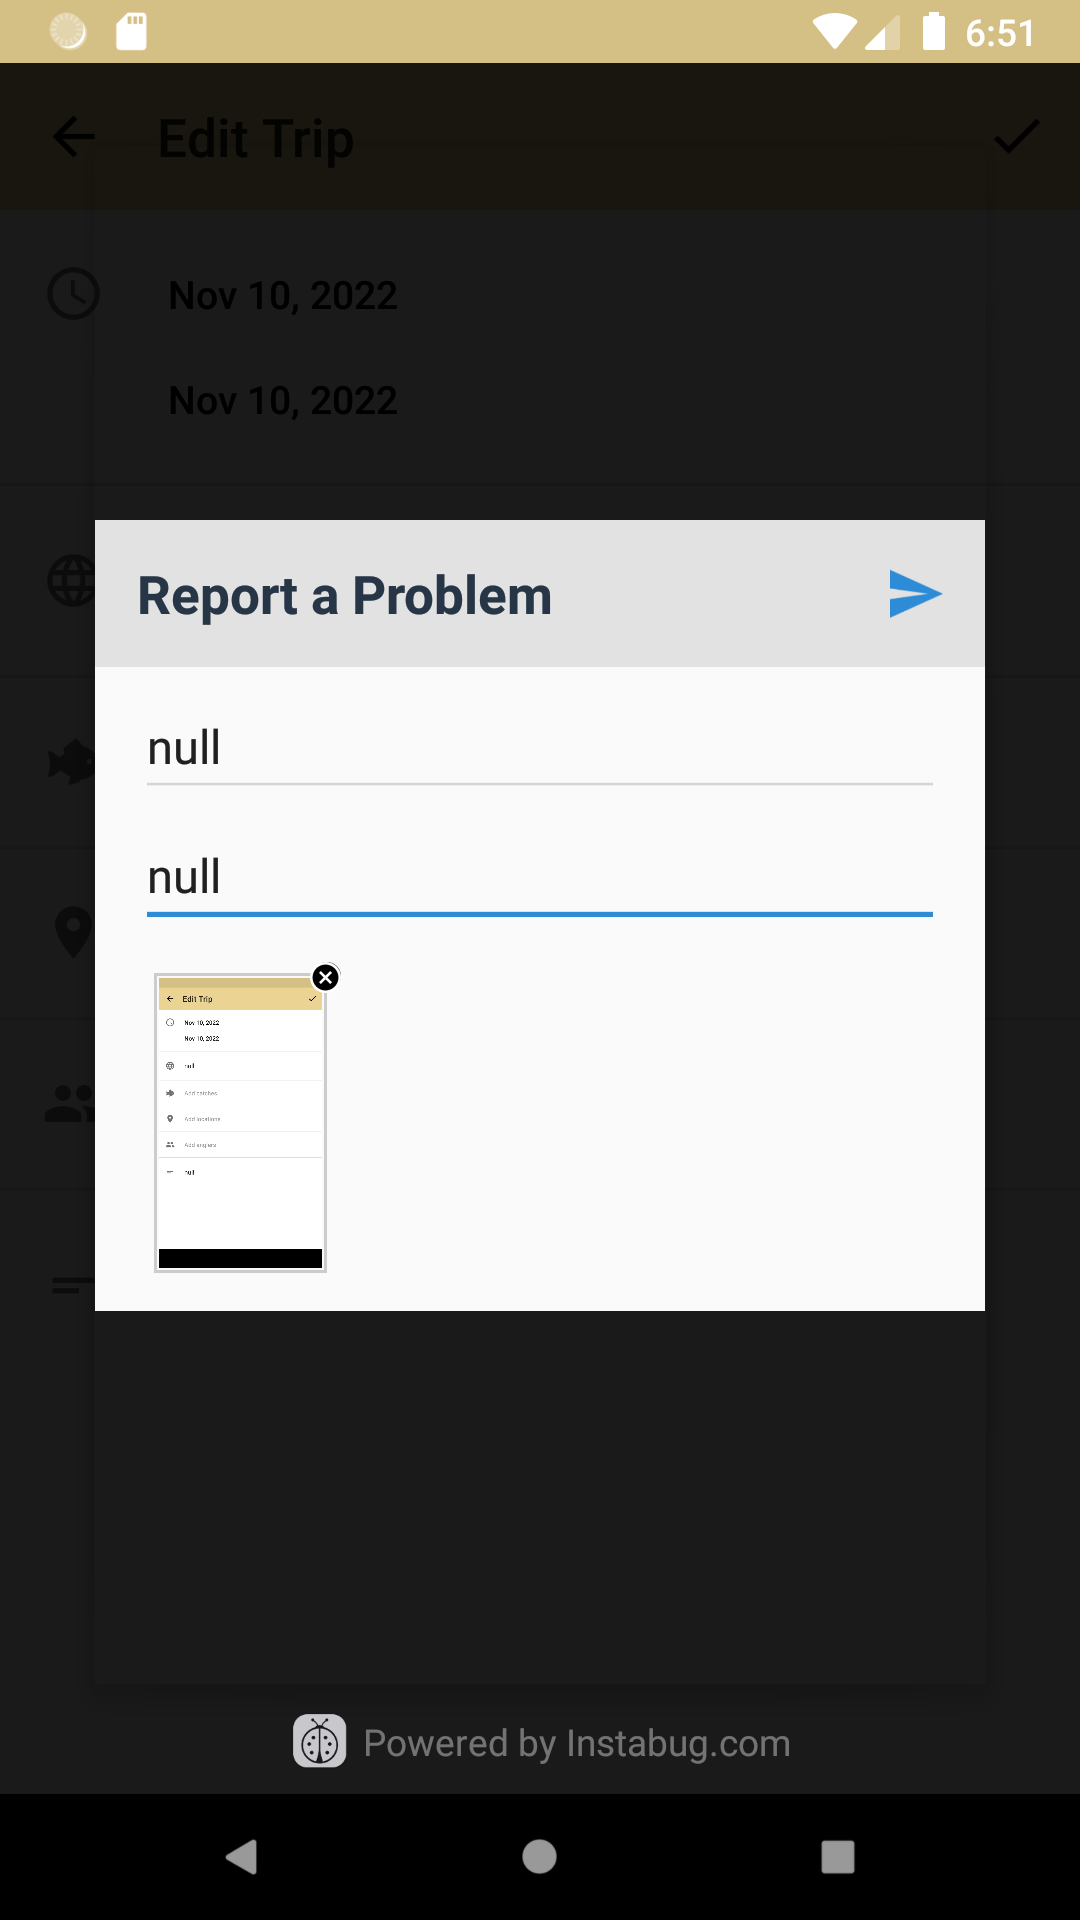 6:51
Edit Trip
Nov 10, 2022
Nov 10, 2022
Report a Problem
null
null
Edit Trip
Nov 10, 2022
Nov 10, 2022
null
Add catches
Add locations
Add anglers
null
Powered by Instabug.com